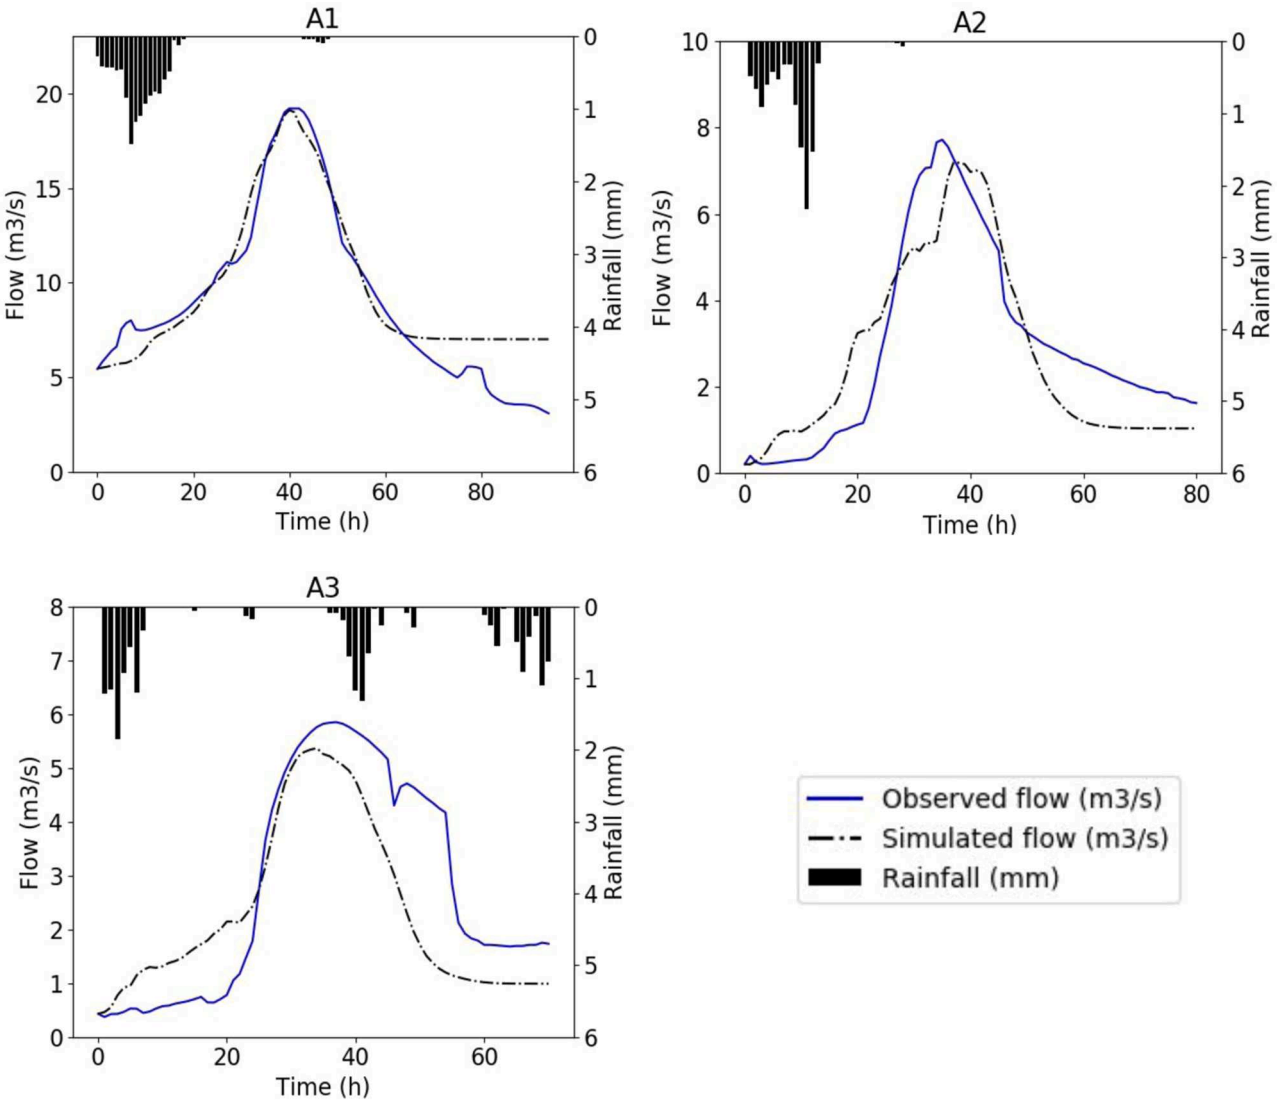 A1
20
15
10
5
0
Flow (m3/s)
0
1
2
3
4
5
6
Rainfall (mm)
0 20 40 60 80
Time (h)
A2
10
8
6
4
2
0
Flow (m3/s)
0
1
2
3
4
5
6
Rainfall (mm)
0 20 40 60 80
Time (h)
A3
8
7
6
5
4
3
2
1
0
Flow (m3/s)
0
1
2
3
4
5
6
Rainfall (mm)
0 20 40 60
Time (h)
Observed flow (m3/s)
Simulated flow (m3/s)
Rainfall (mm)